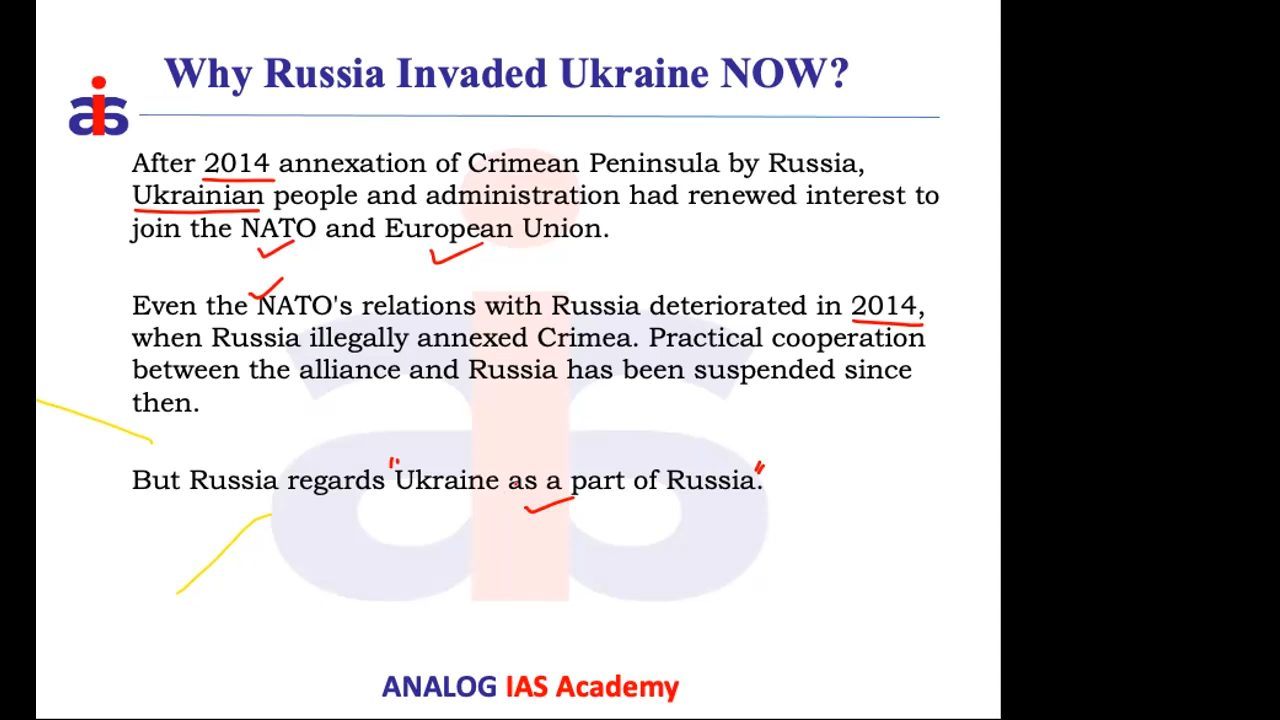 Why Russia Invaded Ukraine NOW?
ias
After 2014 annexation of Crimean Peninsula by Russia,
Ukrainian people and administration had renewed interest to
join the NATO and European Union.
Even the NATO's relations with Russia deteriorated in 2014,
when Russia illegally annexed Crimea. Practical cooperation
between the alliance and Russia has been suspended since
then.
But Russia regards "Ukraine as a part of Russia."
ANALOG IAS Academy